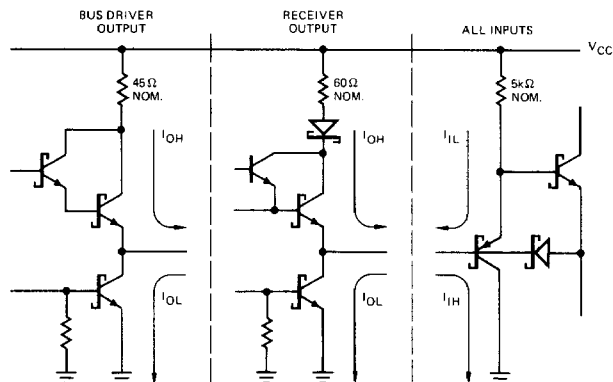 BUS DRIVER
OUTPUT
RECEIVER
OUTPUT
ALL INPUTS
VCC
45Ω
NOM.
60Ω
NOM.
5kΩ
NOM.
IOH
IOH
IIL
IOL
IOL
IIH